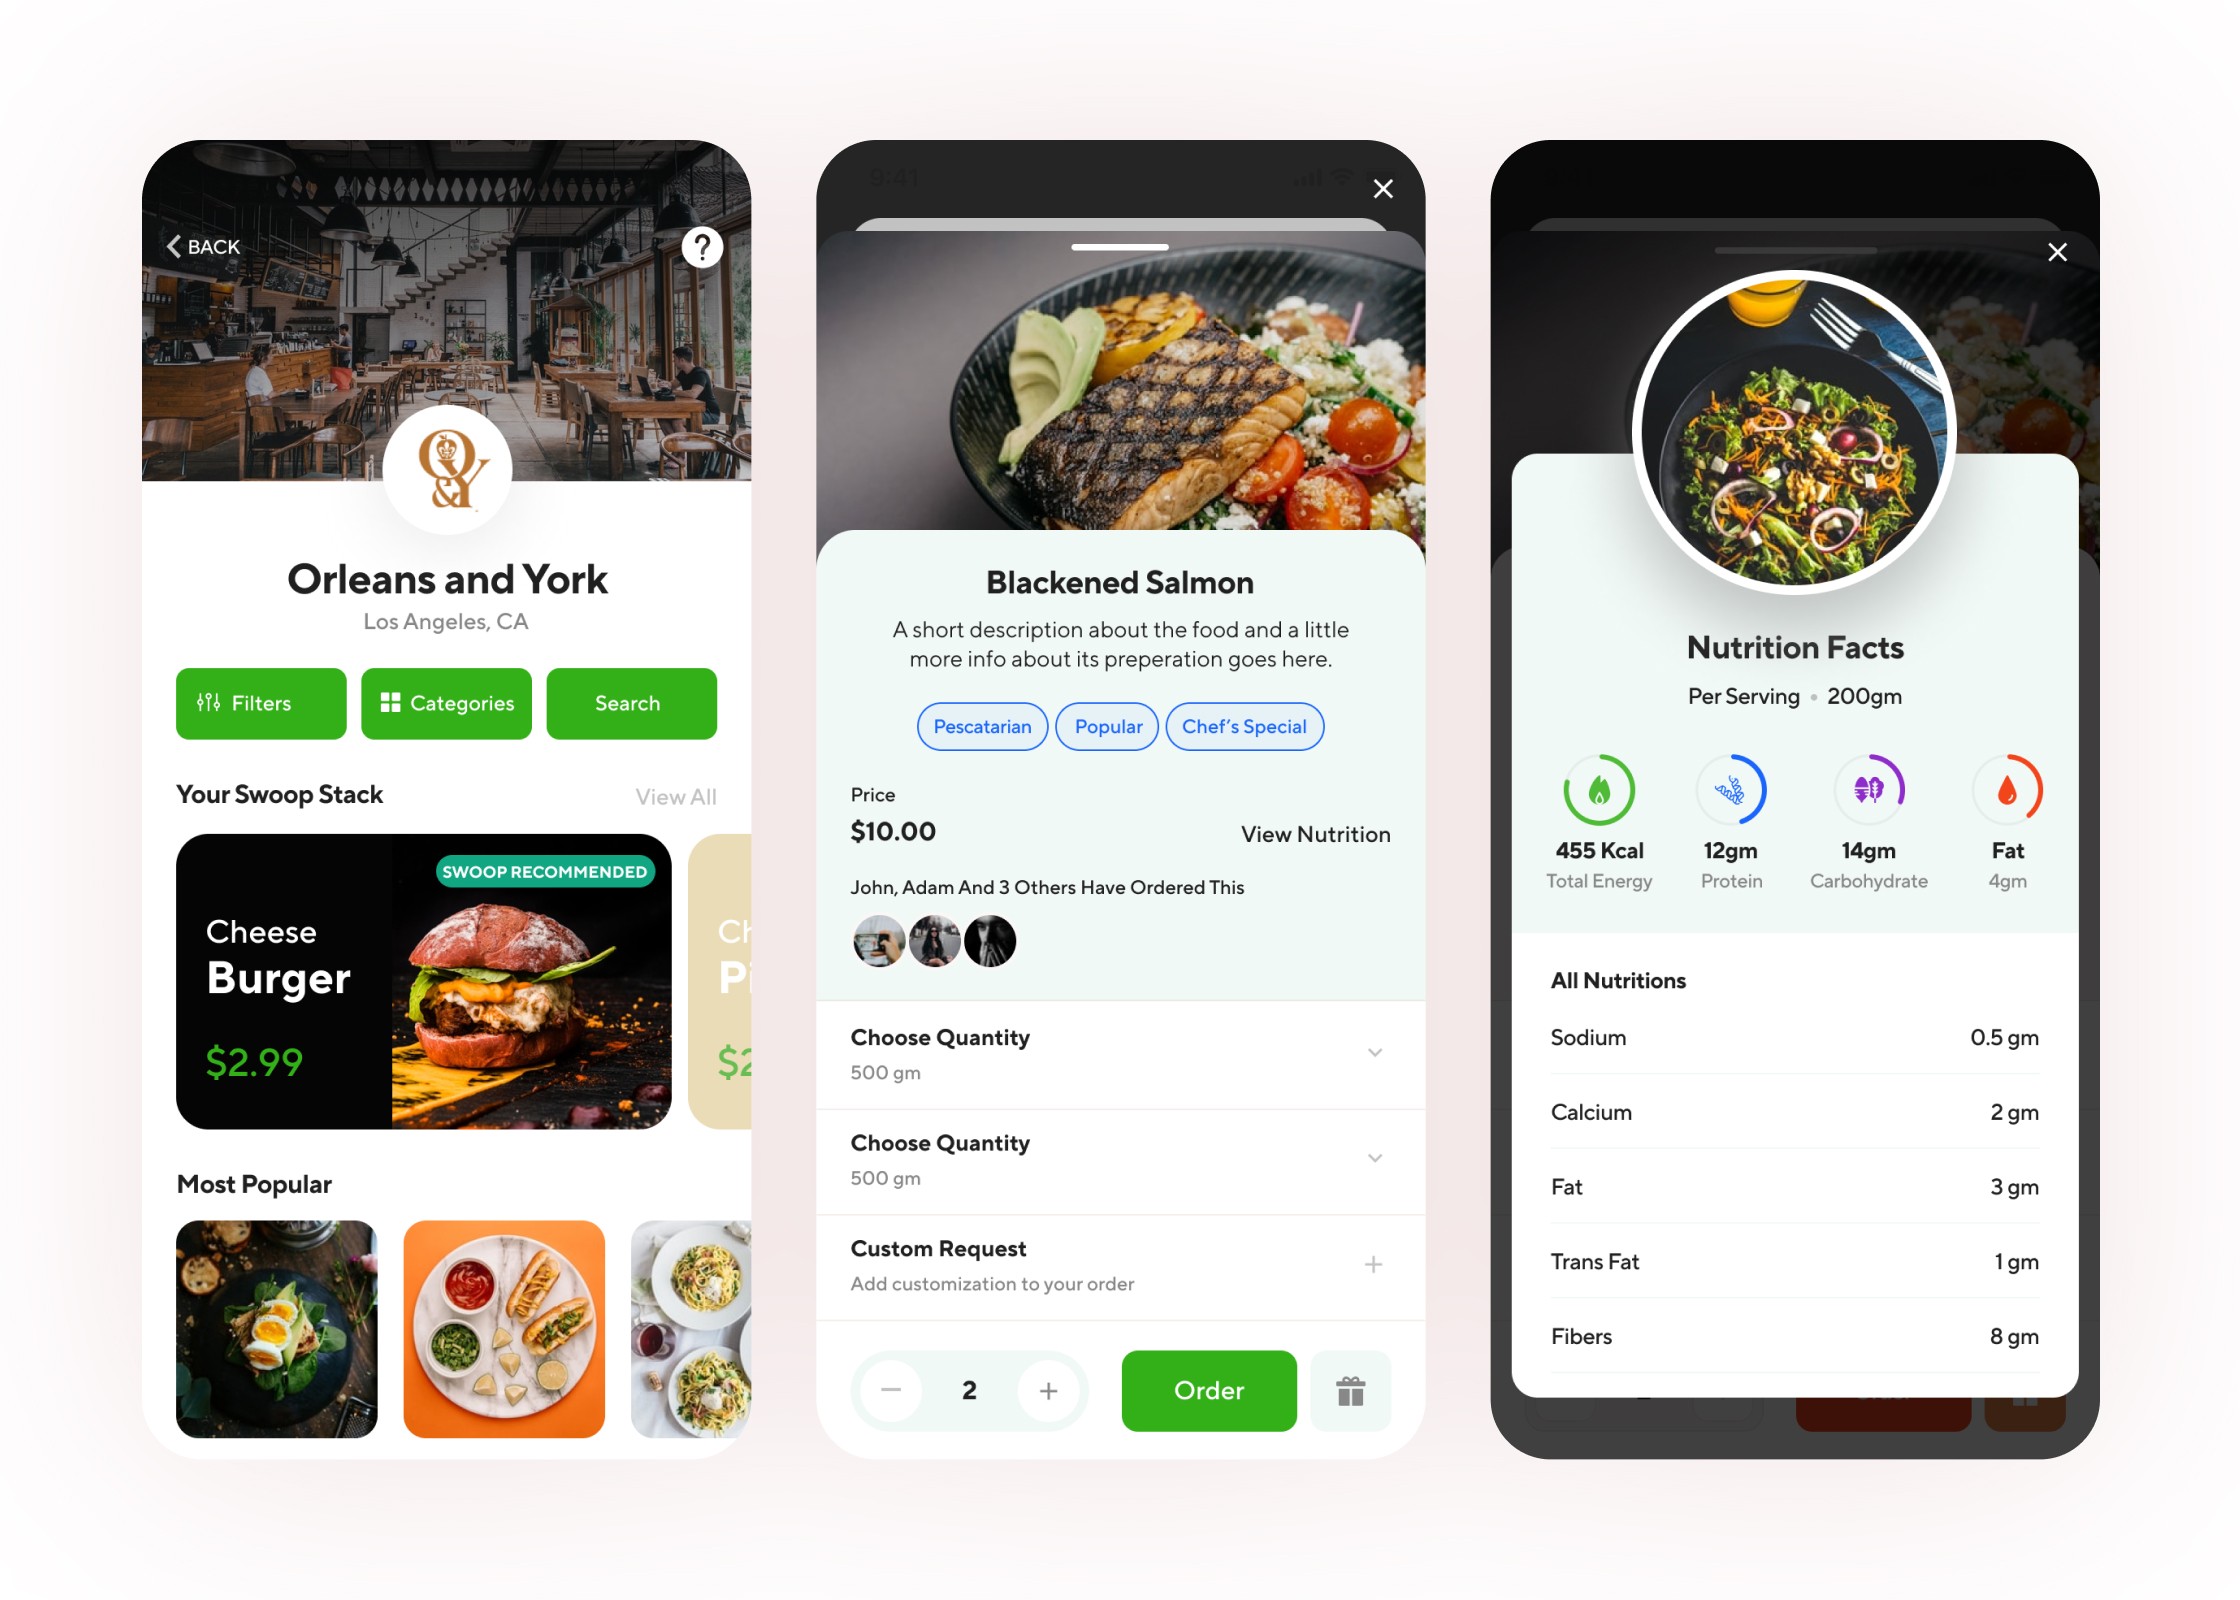 BACK
?
O
&Y
Orleans and York
Los Angeles, CA
Filters
Categories
Search
Your Swoop Stack
View All
SWOOP RECOMMENDED
Cheese
Burger
$2.99
Ch
Pi
$2
Most Popular
9:41
Blackened Salmon
A short description about the food and a little
more info about its preperation goes here.
Pescatarian
Popular
Chef's Special
Price
$10.00
View Nutrition
John, Adam And 3 Others Have Ordered This
Choose Quantity
500 gm
Choose Quantity
500 gm
Custom Request
Add customization to your order
2
Order
Nutrition Facts
Per Serving • 200gm
455 Kcal
Total Energy
12gm
Protein
14gm
Carbohydrate
Fat
4gm
All Nutritions
Sodium 0.5 gm
Calcium 2 gm
Fat 3 gm
Trans Fat 1 gm
Fibers 8 gm